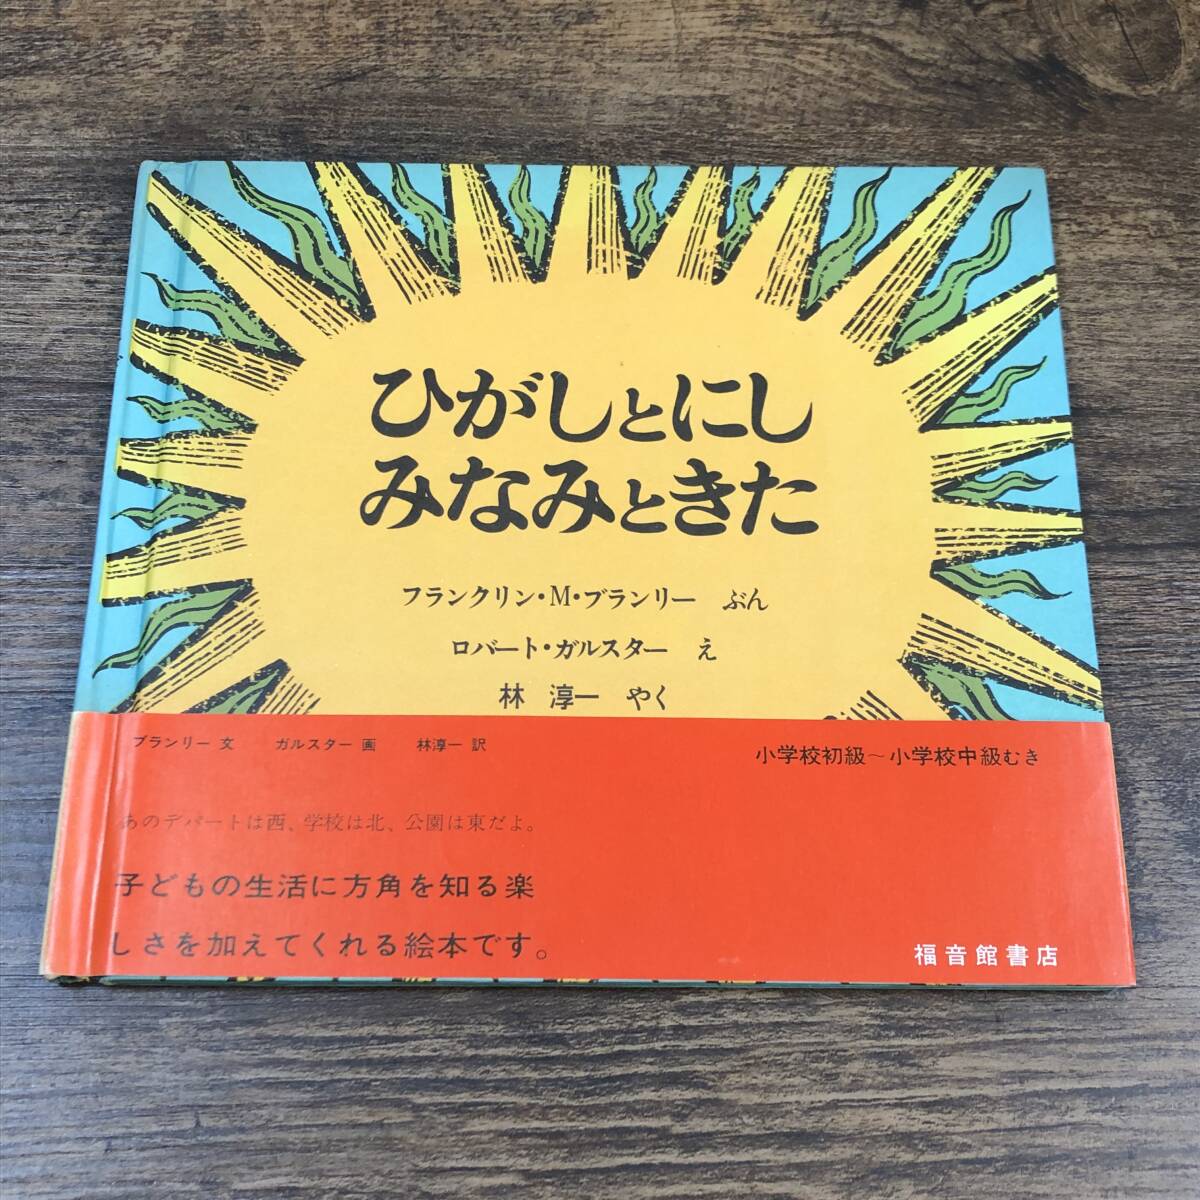 ひがしとにし
みなみときた
フランクリン・M・ブランリー ぶん
ロバート・ガルスター え
林 淳一 やく
ブランリー 文 ガルスター 画 林淳一 訳
小学校初級～小学校中級むき
あのデパートは西、学校は北、公園は東だよ。
子どもの生活に方角を知る楽
しさを加えてくれる絵本です。
福音館書店